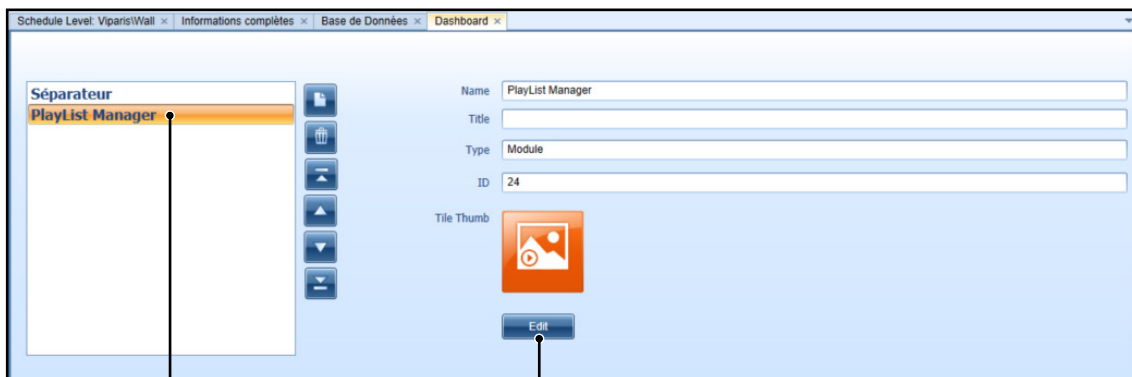 Schedule Level: Viparis\Wall × Informations complètes × Base de Données × Dashboard ×
Séparateur
PlayList Manager
Name PlayList Manager
Title
Type Module
ID 24
Tile Thumb
Edit